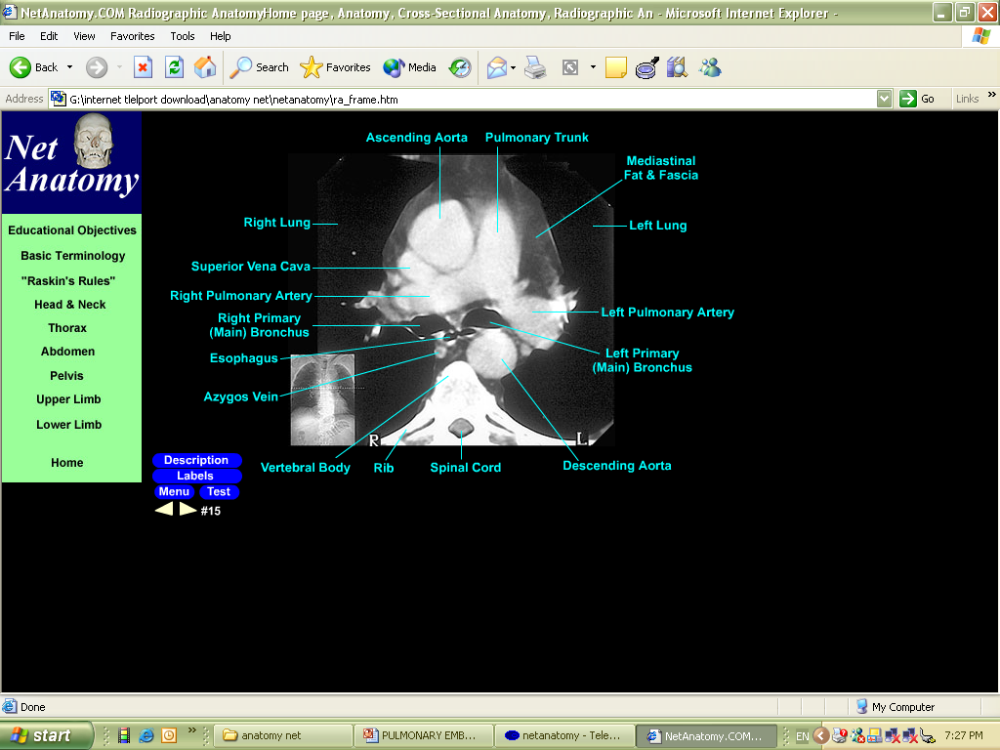 NetAnatomy.COM Radiographic AnatomyHome page, Anatomy, Cross-Sectional Anatomy, Radiographic An - Microsoft Internet Explorer -
File Edit View Favorites Tools Help
Back Search Favorites Media
Address G:\internet tlelport download\anatomy net\netanatomy\ra_frame.htm Go Links »
Net
Anatomy
Educational Objectives
Basic Terminology
"Raskin's Rules"
Head & Neck
Thorax
Abdomen
Pelvis
Upper Limb
Lower Limb
Home
Ascending Aorta Pulmonary Trunk
Mediastinal
Fat & Fascia
Right Lung
Left Lung
Superior Vena Cava
Right Pulmonary Artery
Left Pulmonary Artery
Right Primary
(Main) Bronchus
Esophagus
Left Primary
(Main) Bronchus
Azygos Vein
R L
Vertebral Body Rib Spinal Cord Descending Aorta
Description
Labels
Menu Test
#15
Done My Computer
start » anatomy net PULMONARY EMB... netanatomy - Tele... NetAnatomy.COM... EN 7:27 PM